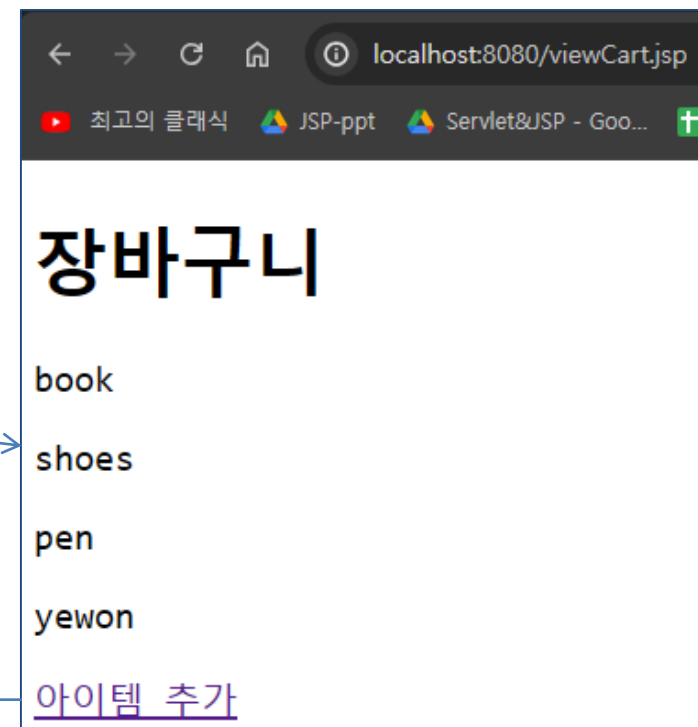 localhost:8080/viewCart.jsp
최고의 클래식 JSP-ppt Servlet&JSP - Goo...
장바구니
book
shoes
pen
yewon
아이템 추가